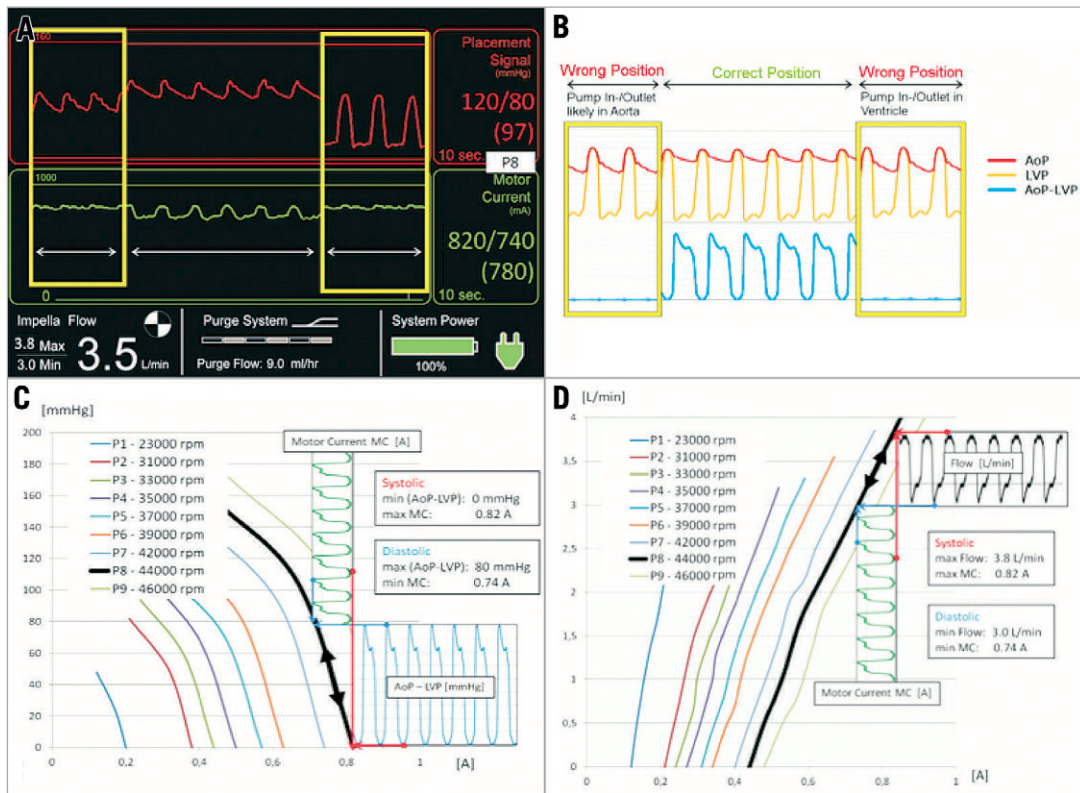 A
160
Placement
Signal
(mmHg)
120/80
(97)
10 sec.
P8
1000
Motor
Current
(mA)
820/740
(780)
0
10 sec.
Impella Flow
3.8 Max
3.0 Min
3.5 L/min
Purge System
Purge Flow: 9.0 ml/hr
System Power
100%
B
Wrong Position
Correct Position
Wrong Position
Pump In-/Outlet
likely in Aorta
Pump In-/Outlet in
Ventricle
AoP
LVP
AoP-LVP
C
[mmHg]
200
180
160
140
120
100
80
60
40
20
0
P1 - 23000 rpm
P2 - 31000 rpm
P3 - 33000 rpm
P4 - 35000 rpm
P5 - 37000 rpm
P6 - 39000 rpm
P7 - 42000 rpm
P8 - 44000 rpm
P9 - 46000 rpm
Motor Current MC [A]
Systolic
min (AoP-LVP): 0 mmHg
max MC: 0.82 A
Diastolic
max (AoP-LVP): 80 mmHg
min MC: 0.74 A
AoP – LVP [mmHg]
0 0,2 0,4 0,6 0,8 1
[A]
D
[L/min]
4
3,5
3
2,5
2
1,5
1
0,5
0
P1 - 23000 rpm
P2 - 31000 rpm
P3 - 33000 rpm
P4 - 35000 rpm
P5 - 37000 rpm
P6 - 39000 rpm
P7 - 42000 rpm
P8 - 44000 rpm
P9 - 46000 rpm
Flow [L/min]
Systolic
max Flow: 3.8 L/min
max MC: 0.82 A
Diastolic
min Flow: 3.0 L/min
min MC: 0.74 A
Motor Current MC [A]
0 0,2 0,4 0,6 0,8 1
[A]